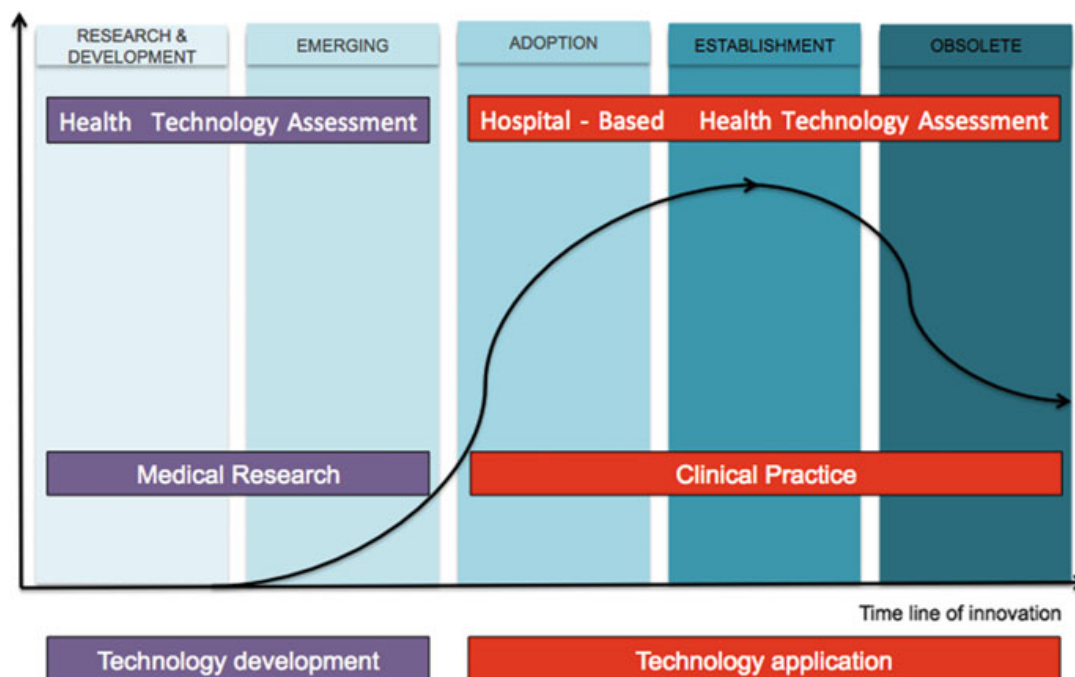 RESEARCH &
DEVELOPMENT
EMERGING
ADOPTION
ESTABLISHMENT
OBSOLETE
Health Technology Assessment
Hospital - Based Health Technology Assessment
Medical Research
Clinical Practice
Time line of innovation
Technology development
Technology application